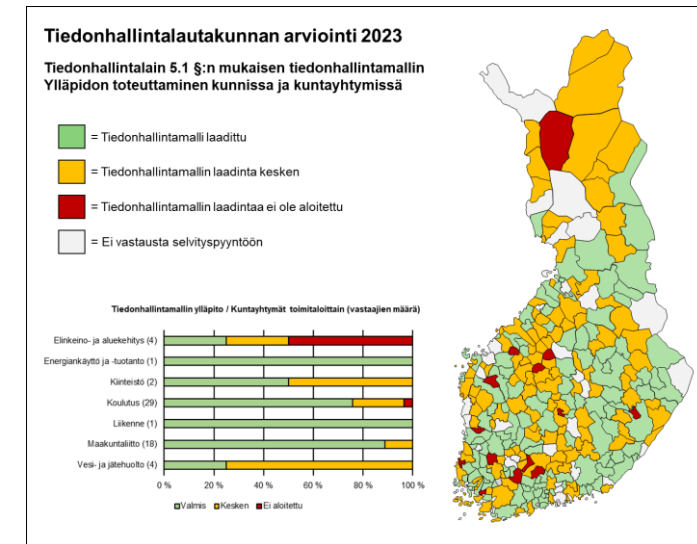 Tiedonhallintalautakunnan arviointi 2023
Tiedonhallintalain 5.1 §:n mukaisen tiedonhallintamallin
Ylläpidon toteuttaminen kunnissa ja kuntayhtymissä
= Tiedonhallintamalli laadittu
= Tiedonhallintamallin laadinta kesken
= Tiedonhallintamallin laadintaa ei ole aloitettu
= Ei vastausta selvityspyyntöön
Tiedonhallintamallin ylläpito / Kuntayhtymät toimitaloittain (vastaajien määrä)
Elinkeino- ja aluekehitys (4)
Energiankäyttö ja -tuotanto (1)
Kiinteistö (2)
Koulutus (29)
Liikenne (1)
Maakuntaliitto (18)
Vesi- ja jätehuolto (4)
0 % 20 % 40 % 60 % 80 % 100 %
Valmis Kesken Ei aloitettu